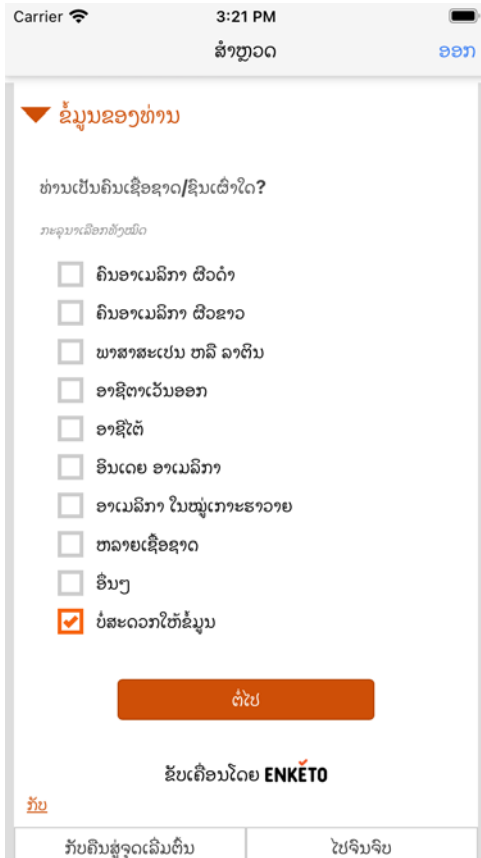 Carrier 3:21 PM
ສຳຫຼວດ ອອກ
ຂໍ້ມູນຂອງທ່ານ
ທ່ານເປັນຄົນເຊື້ອຊາດ/ຊົນເຜົ່າໃດ?
ກະລຸນາເລືອກທັງໝົດ
ຄົນອາເມລິກາ ຜິວດຳ
ຄົນອາເມລິກາ ຜີວຂາວ
ພາສາສະເປນ ຫລື ລາຕິນ
ອາຊີຕາເວັນອອກ
ອາຊີໃຕ້
ອິນເດຍ ອາເມລິກາ
ອາເມລິກາ ໃນໝູ່ເກາະຮາວາຍ
ຫລາຍເຊື້ອຊາດ
ອື່ນໆ
ບໍ່ສະດວກໃຫ້ຂໍ້ມູນ
ຕໍ່ໄປ
ຂັບເຄື່ອນໂດຍ ENKETO
ກັບ
ກັບຄືນສູ່ຈຸດເລີ່ມຕົ້ນ ໄປຈົນຈົບ